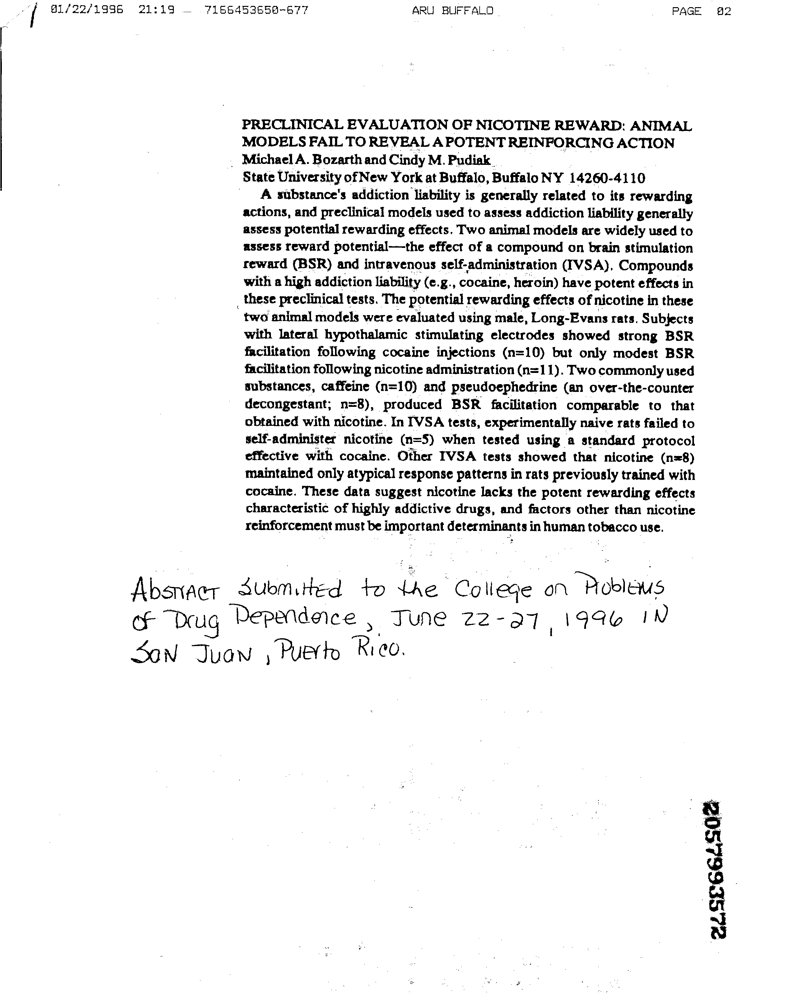 01/22/1996 21:19 7166453650-677 ARU BUFFALO PAGE 02
PRECLINICAL EVALUATION OF NICOTINE REWARD: ANIMAL
MODELS FAIL TO REVEAL A POTENT REINFORCING ACTION
Michael A. Bozarth and Cindy M. Pudiak
State University of New York at Buffalo, Buffalo NY 14260-4110
A substance's addiction liability is generally related to its rewarding
actions, and preclinical models used to assess addiction liability generally
assess potential rewarding effects. Two animal models are widely used to
assess reward potential—the effect of a compound on brain stimulation
reward (BSR) and intravenous self-administration (IVSA). Compounds
with a high addiction liability (e.g., cocaine, heroin) have potent effects in
these preclinical tests. The potential rewarding effects of nicotine in these
two animal models were evaluated using male, Long-Evans rats. Subjects
with lateral hypothalamic stimulating electrodes showed strong BSR
facilitation following cocaine injections (n=10) but only modest BSR
facilitation following nicotine administration (n=11). Two commonly used
substances, caffeine (n=10) and pseudoephedrine (an over-the-counter
decongestant; n=8), produced BSR facilitation comparable to that
obtained with nicotine. In IVSA tests, experimentally naive rats failed to
self-administer nicotine (n=5) when tested using a standard protocol
effective with cocaine. Other IVSA tests showed that nicotine (n=8)
maintained only atypical response patterns in rats previously trained with
cocaine. These data suggest nicotine lacks the potent rewarding effects
characteristic of highly addictive drugs, and factors other than nicotine
reinforcement must be important determinants in human tobacco use.
Abstract submitted to the College on Problems
of Drug Dependence, June 22-27, 1996 IN
San Juan, Puerto Rico.
2057993572